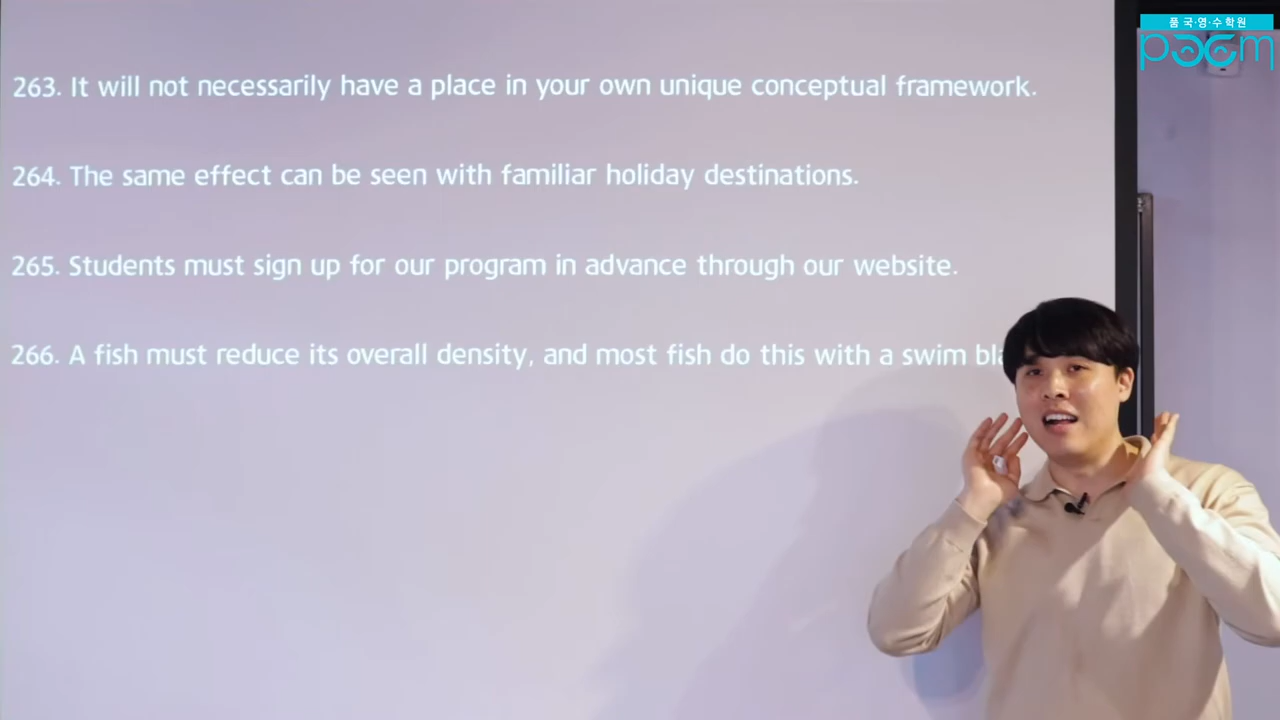 품 국·영·수 학원
poem
263. It will not necessarily have a place in your own unique conceptual framework.
264. The same effect can be seen with familiar holiday destinations.
265. Students must sign up for our program in advance through our website.
266. A fish must reduce its overall density, and most fish do this with a swim